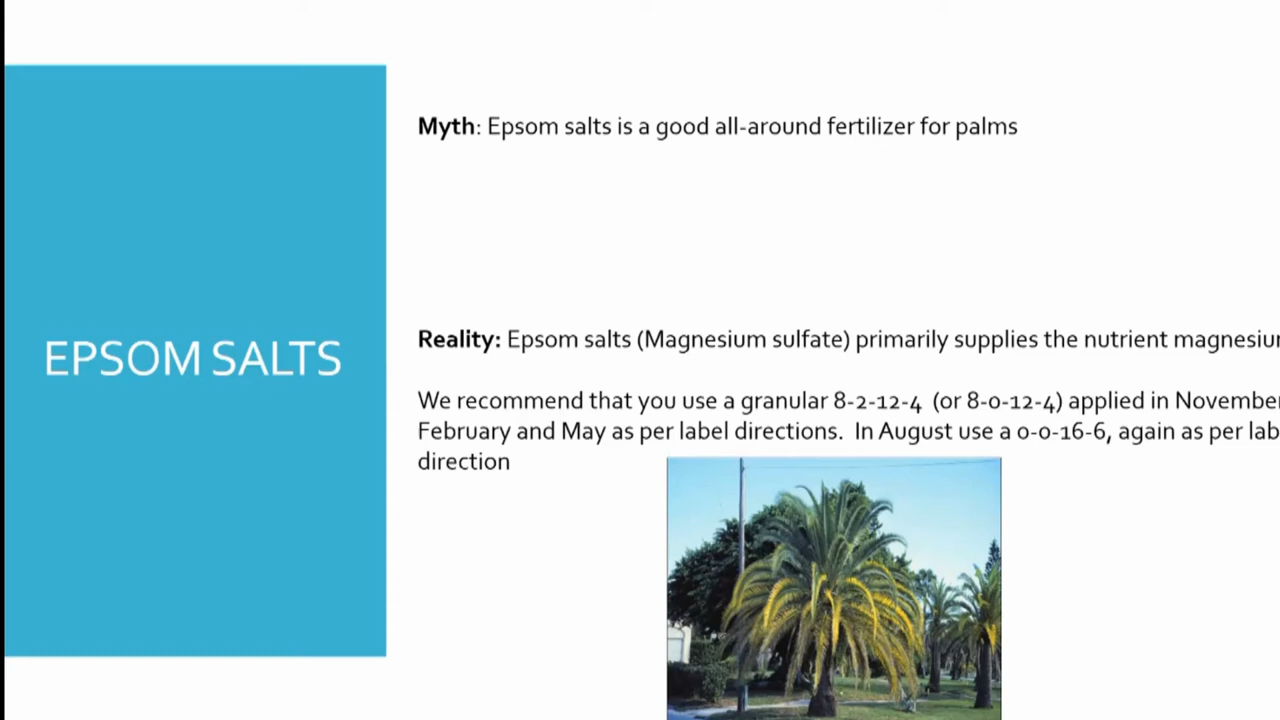 EPSOM SALTS
Myth: Epsom salts is a good all-around fertilizer for palms
Reality: Epsom salts (Magnesium sulfate) primarily supplies the nutrient
We recommend that you use a granular 8-2-12-4 (or 8-0-12-4) applied in November
February and May as per label directions. In August use a 0-0-16-6, again as per
direction